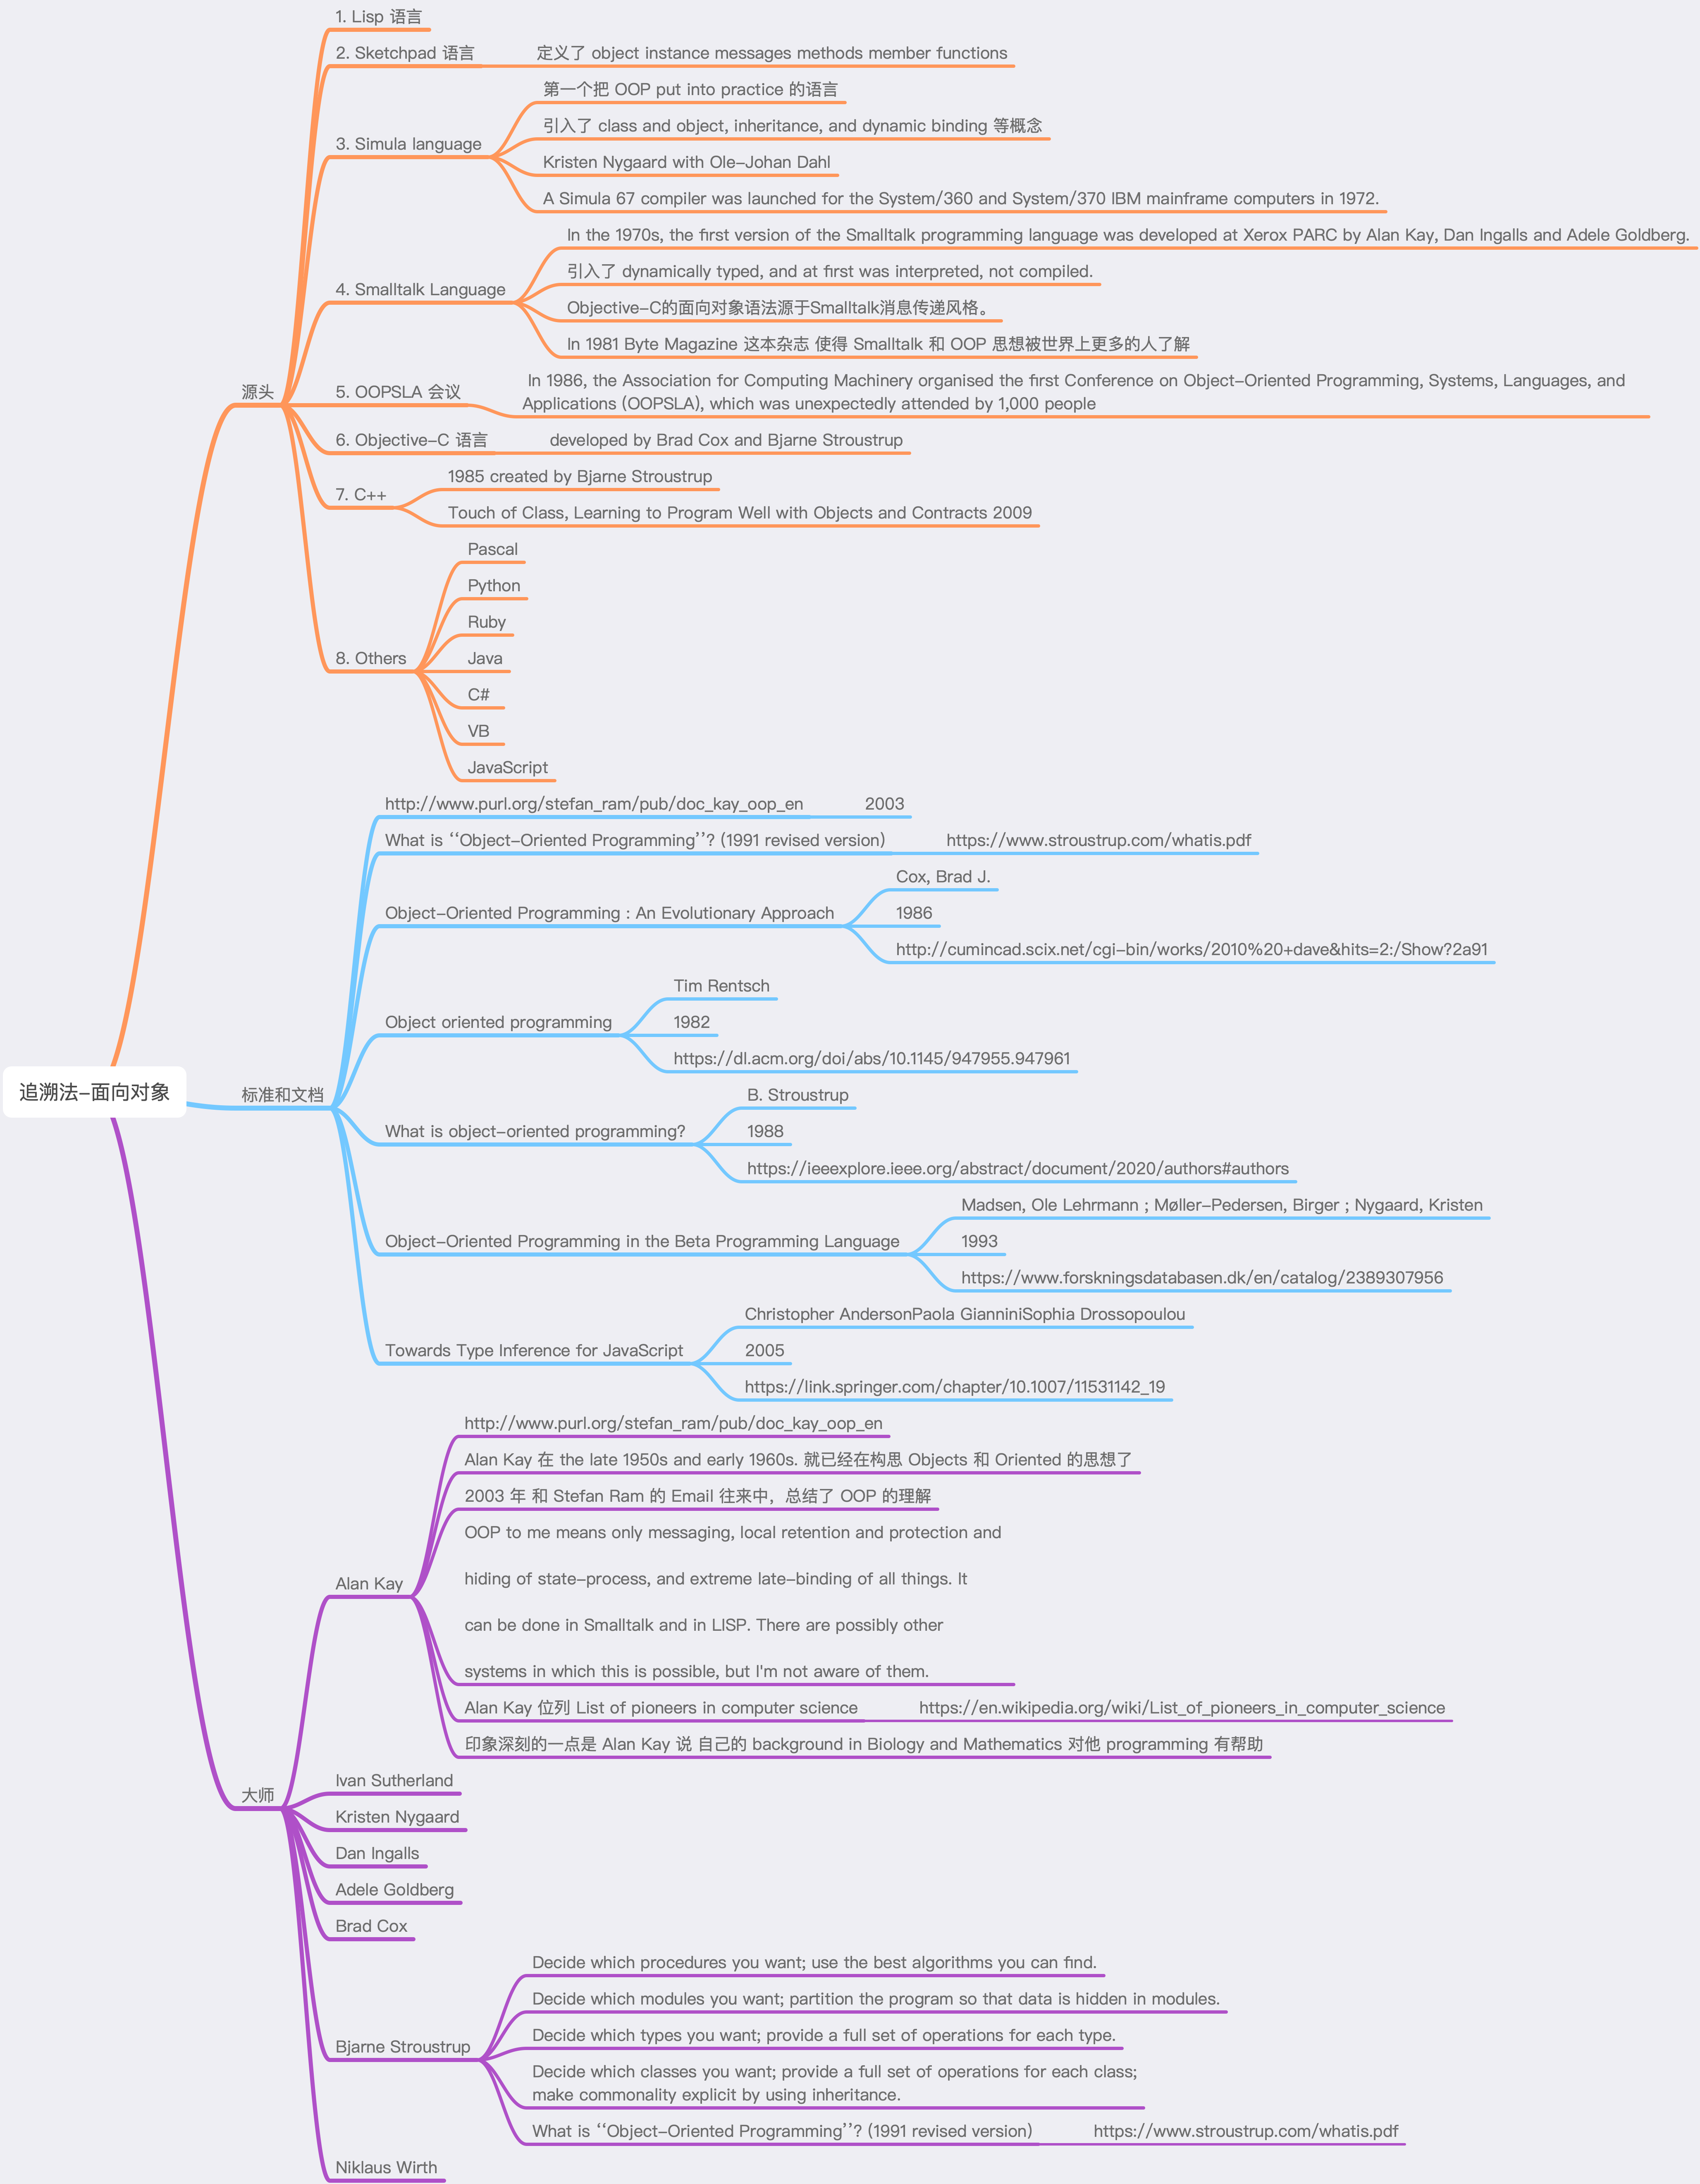 追溯法-面向对象
源头
1. Lisp 语言
2. Sketchpad 语言
定义了 object instance messages methods member functions
3. Simula language
第一个把 OOP put into practice 的语言
引入了 class and object, inheritance, and dynamic binding 等概念
Kristen Nygaard with Ole-Johan Dahl
A Simula 67 compiler was launched for the System/360 and System/370 IBM mainframe computers in 1972.
4. Smalltalk Language
In the 1970s, the first version of the Smalltalk programming language was developed at Xerox PARC by Alan Kay, Dan Ingalls and Adele Goldberg.
引入了 dynamically typed, and at first was interpreted, not compiled.
Objective-C的面向对象语法源于Smalltalk消息传递风格。
In 1981 Byte Magazine 这本杂志 使得 Smalltalk 和 OOP 思想被世界上更多的人了解
5. OOPSLA 会议
In 1986, the Association for Computing Machinery organised the first Conference on Object-Oriented Programming, Systems, Languages, and
Applications (OOPSLA), which was unexpectedly attended by 1,000 people
6. Objective-C 语言
developed by Brad Cox and Bjarne Stroustrup
7. C++
1985 created by Bjarne Stroustrup
Touch of Class, Learning to Program Well with Objects and Contracts 2009
8. Others
Pascal
Python
Ruby
Java
C#
VB
JavaScript
标准和文档
http://www.purl.org/stefan_ram/pub/doc_kay_oop_en
2003
What is ‘‘Object-Oriented Programming’’? (1991 revised version)
https://www.stroustrup.com/whatis.pdf
Object-Oriented Programming : An Evolutionary Approach
Cox, Brad J.
1986
http://cumincad.scix.net/cgi-bin/works/2010%20+dave&hits=2:/Show?2a91
Object oriented programming
Tim Rentsch
1982
https://dl.acm.org/doi/abs/10.1145/947955.947961
What is object-oriented programming?
B. Stroustrup
1988
https://ieeexplore.ieee.org/abstract/document/2020/authors#authors
Object-Oriented Programming in the Beta Programming Language
Madsen, Ole Lehrmann ; Møller-Pedersen, Birger ; Nygaard, Kristen
1993
https://www.forskningsdatabasen.dk/en/catalog/2389307956
Towards Type Inference for JavaScript
Christopher AndersonPaola GianniniSophia Drossopoulou
2005
https://link.springer.com/chapter/10.1007/11531142_19
大师
Alan Kay
http://www.purl.org/stefan_ram/pub/doc_kay_oop_en
Alan Kay 在 the late 1950s and early 1960s. 就已经在构思 Objects 和 Oriented 的思想了
2003 年 和 Stefan Ram 的 Email 往来中，总结了 OOP 的理解
OOP to me means only messaging, local retention and protection and
hiding of state-process, and extreme late-binding of all things. It
can be done in Smalltalk and in LISP. There are possibly other
systems in which this is possible, but I'm not aware of them.
Alan Kay 位列 List of pioneers in computer science
https://en.wikipedia.org/wiki/List_of_pioneers_in_computer_science
印象深刻的一点是 Alan Kay 说 自己的 background in Biology and Mathematics 对他 programming 有帮助
Ivan Sutherland
Kristen Nygaard
Dan Ingalls
Adele Goldberg
Brad Cox
Bjarne Stroustrup
Decide which procedures you want; use the best algorithms you can find.
Decide which modules you want; partition the program so that data is hidden in modules.
Decide which types you want; provide a full set of operations for each type.
Decide which classes you want; provide a full set of operations for each class;
make commonality explicit by using inheritance.
What is ‘‘Object-Oriented Programming’’? (1991 revised version)
https://www.stroustrup.com/whatis.pdf
Niklaus Wirth